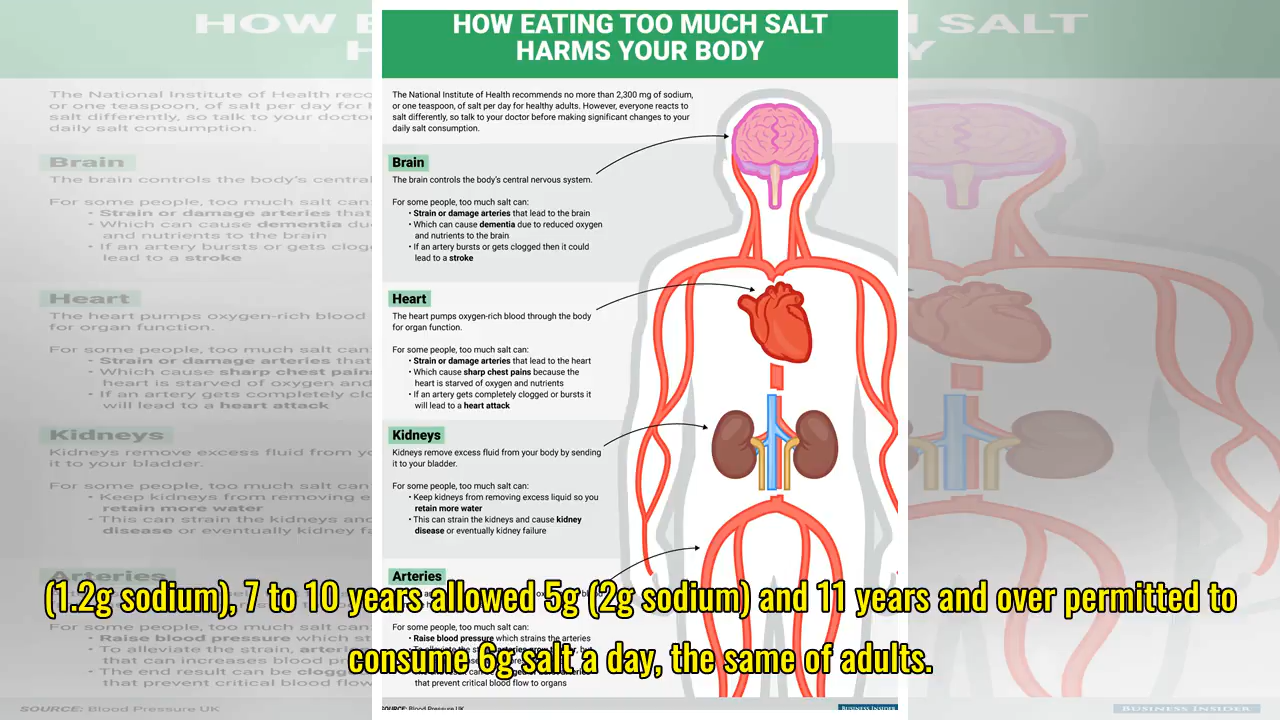 HOW EATING TOO MUCH SALT
HARMS YOUR BODY
The National Institute of Health recommends no more than 2,300 mg of sodium,
or one teaspoon, of salt per day for healthy adults. However, everyone reacts to
salt differently, so talk to your doctor before making significant changes to your
daily salt consumption.
Brain
The brain controls the body's central nervous system.
For some people, too much salt can:
• Strain or damage arteries that lead to the brain
• Which can cause dementia due to reduced oxygen
and nutrients to the brain
• If an artery bursts or gets clogged then it could
lead to a stroke
Heart
The heart pumps oxygen-rich blood through the body
for organ function.
For some people, too much salt can:
• Strain or damage arteries that lead to the heart
• Which cause sharp chest pains because the
heart is starved of oxygen and nutrients
• If an artery gets completely clogged or bursts it
will lead to a heart attack
Kidneys
Kidneys remove excess fluid from your body by sending
it to your bladder.
For some people, too much salt can:
• Keep kidneys from removing excess liquid so you
retain more water
• This can strain the kidneys and cause kidney
disease or eventually kidney failure
Arteries
(1.2g sodium), 7 to 10 years allowed 5g (2g sodium) and 11 years and over permitted to
For some people, too much salt can:
• Raise blood pressure which strains the arteries
consume 6g salt a day, the same of adults.
that prevent critical blood flow to organs
SOURCE: Blood Pressure UK
BUSINESS INSIDER